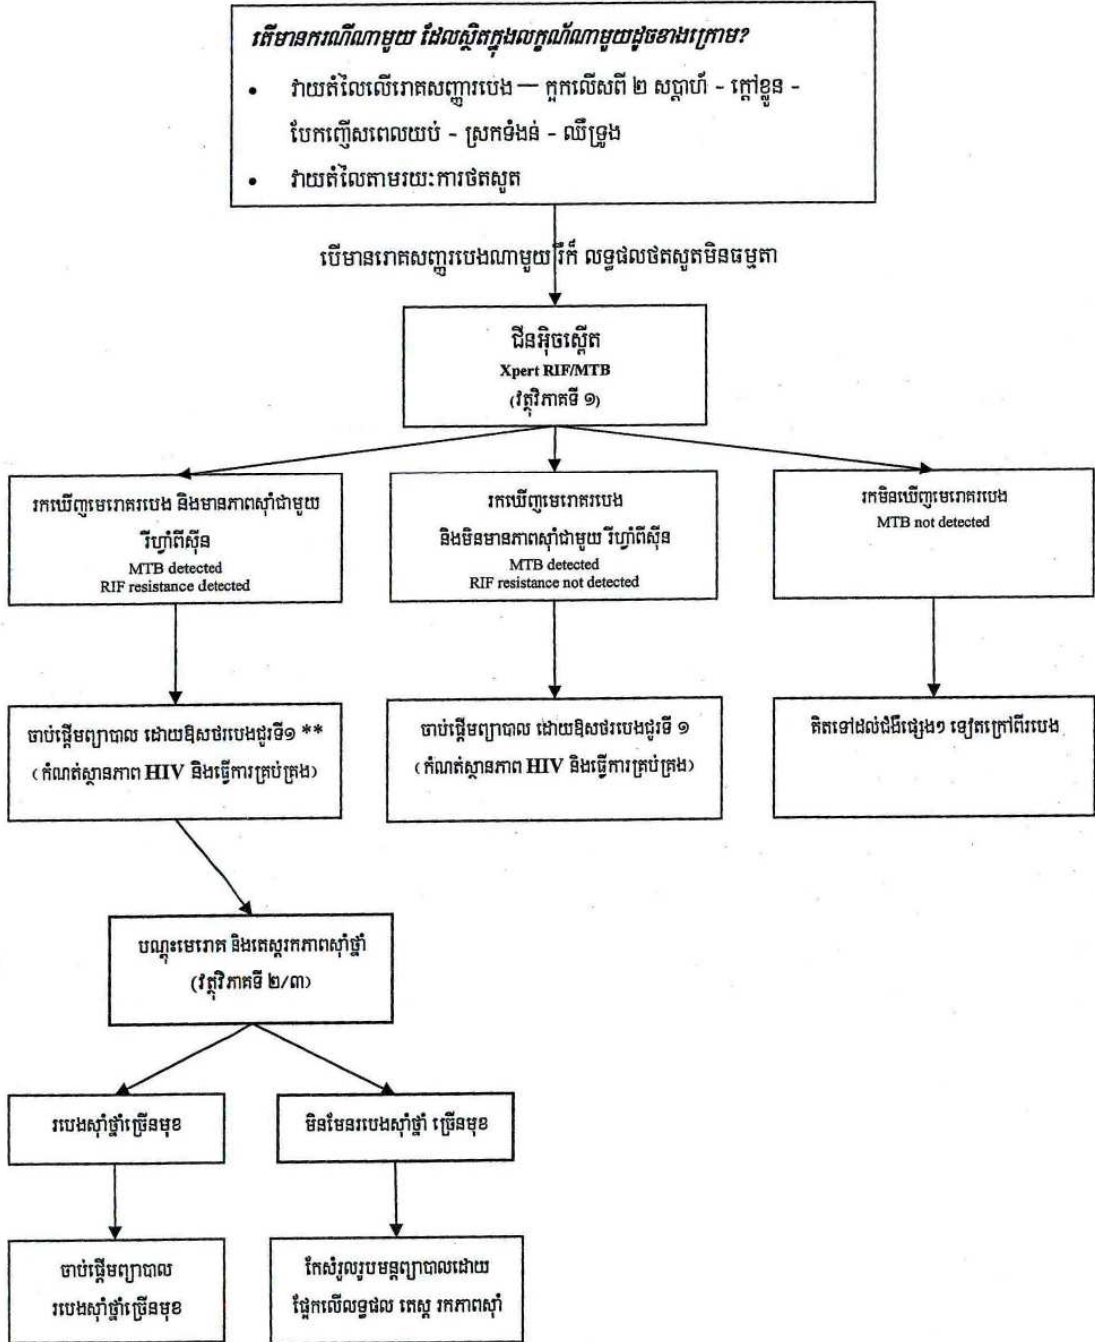 តើមានករណីណាមួយ ដែលស្ថិតក្នុងលក្ខណ័ណាមួយដូចខាងក្រោម?
• វាយតំលៃលើរោគសញ្ញារបេង — ក្អកលើសពី ២ សប្តាហ៍ - ក្តៅខ្លួន -
បែកញើសពេលយប់ - ស្រកទំងន់ - ឈឺទ្រូង
• វាយតំលៃតាមរយៈការថតសួត
បើមានរោគសញ្ញរបេងណាមួយ រឺក៏ លទ្ធផលថតសួតមិនធម្មតា
ជីនអ៊ិចស្ពើត
Xpert RIF/MTB
(វត្ថុវិភាគទី ១)
រកឃើញមេរោគរបេង និងមានភាពស៊ាំជាមួយ
រីហ្វាំពីស៊ីន
MTB detected
RIF resistance detected
រកឃើញមេរោគរបេង
និងមិនមានភាពស៊ាំជាមួយ រីហ្វាំពីស៊ីន
MTB detected
RIF resistance not detected
រកមិនឃើញមេរោគរបេង
MTB not detected
ចាប់ផ្តើមព្យាបាល ដោយឱសថរបេងជួរទី១ **
(កំណត់ស្ថានភាព HIV និងធ្វើការគ្រប់គ្រង)
ចាប់ផ្តើមព្យាបាល ដោយឱសថរបេងជួរទី ១
(កំណត់ស្ថានភាព HIV និងធ្វើការគ្រប់គ្រង)
គិតទៅដល់ជំងឺផ្សេងៗ ទៀតក្រៅពីរបេង
បណ្តុះមេរោគ និងតេស្តរកភាពស៊ាំថ្នាំ
(វត្ថុវិភាគទី ២/៣)
របេងស៊ាំថ្នាំច្រើនមុខ
មិនមែនរបេងស៊ាំថ្នាំ ច្រើនមុខ
ចាប់ផ្តើមព្យាបាល
របេងស៊ាំថ្នាំច្រើនមុខ
កែសំរួលរូបមន្តព្យាបាលដោយ
ផ្អែកលើលទ្ធផល តេស្ត រកភាពស៊ាំ